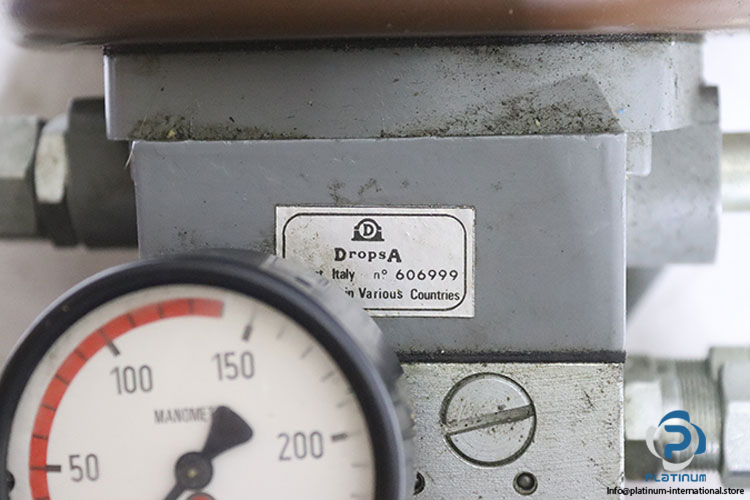 D
DropsA
Italy n° 606999
in Various Countries
150
100
MANOMET
200
50
P
PLATINUM
Info@platinum-international.store